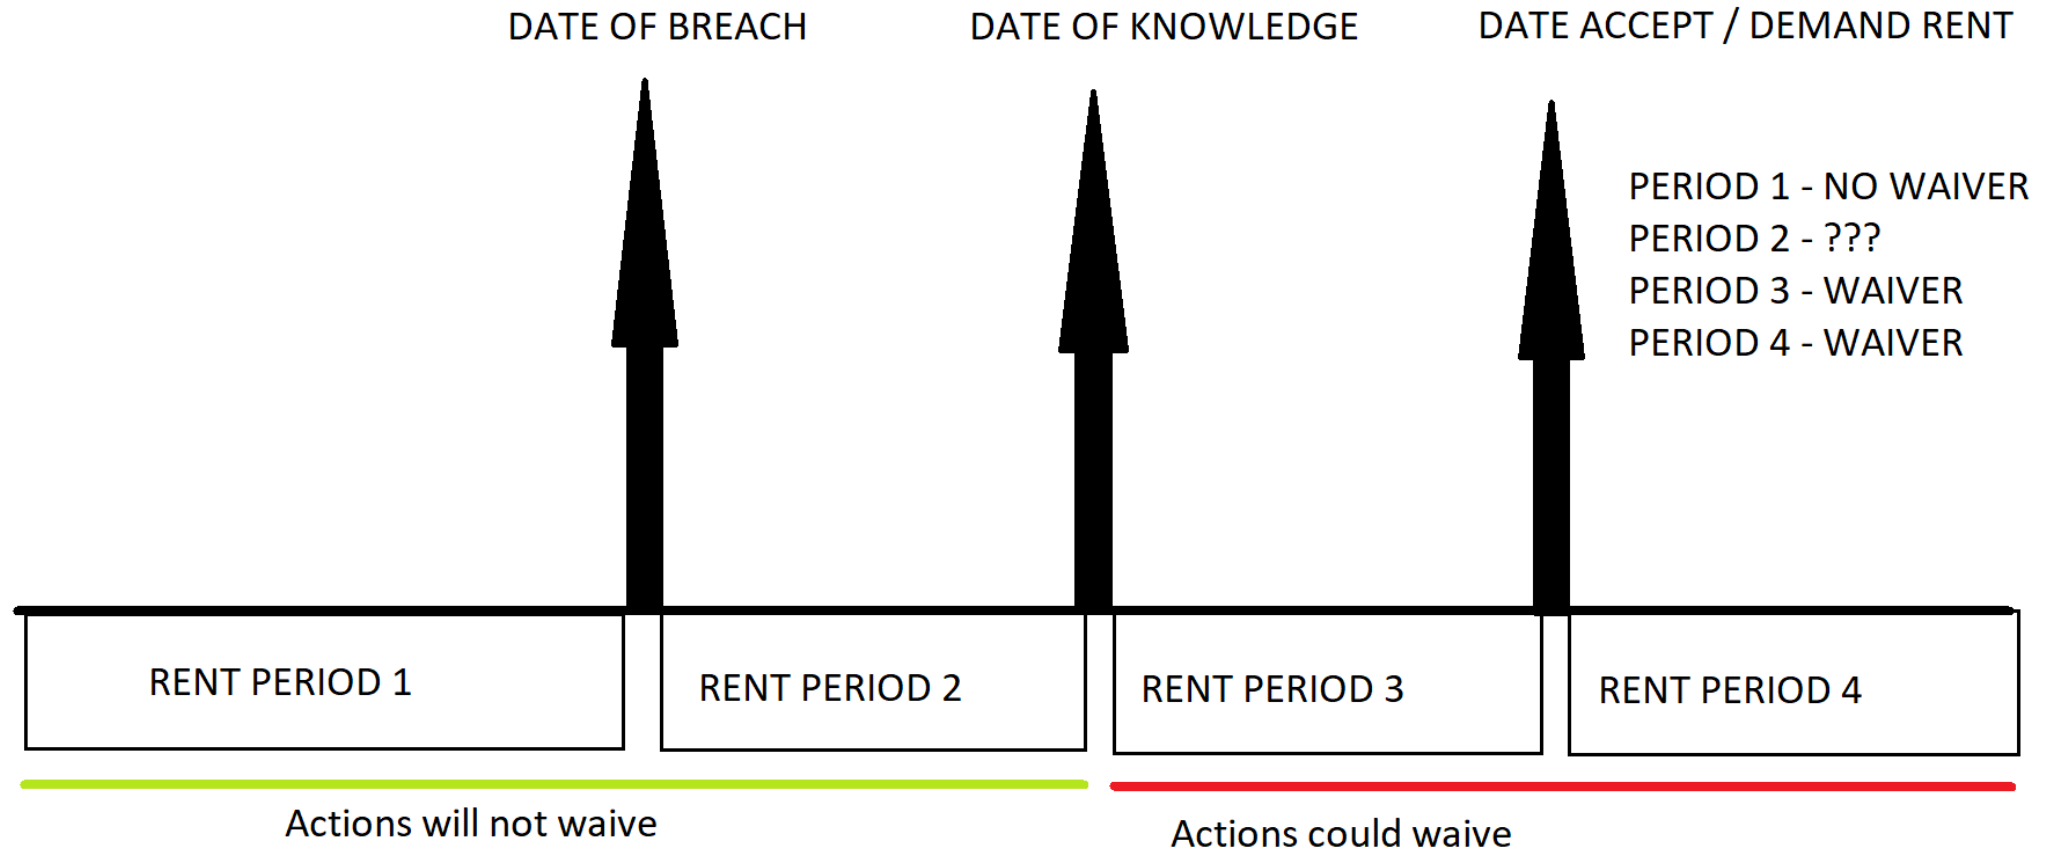 DATE OF BREACH
DATE OF KNOWLEDGE
DATE ACCEPT / DEMAND RENT
PERIOD 1 - NO WAIVER
PERIOD 2 - ???
PERIOD 3 - WAIVER
PERIOD 4 - WAIVER
RENT PERIOD 1
RENT PERIOD 2
RENT PERIOD 3
RENT PERIOD 4
Actions will not waive
Actions could waive